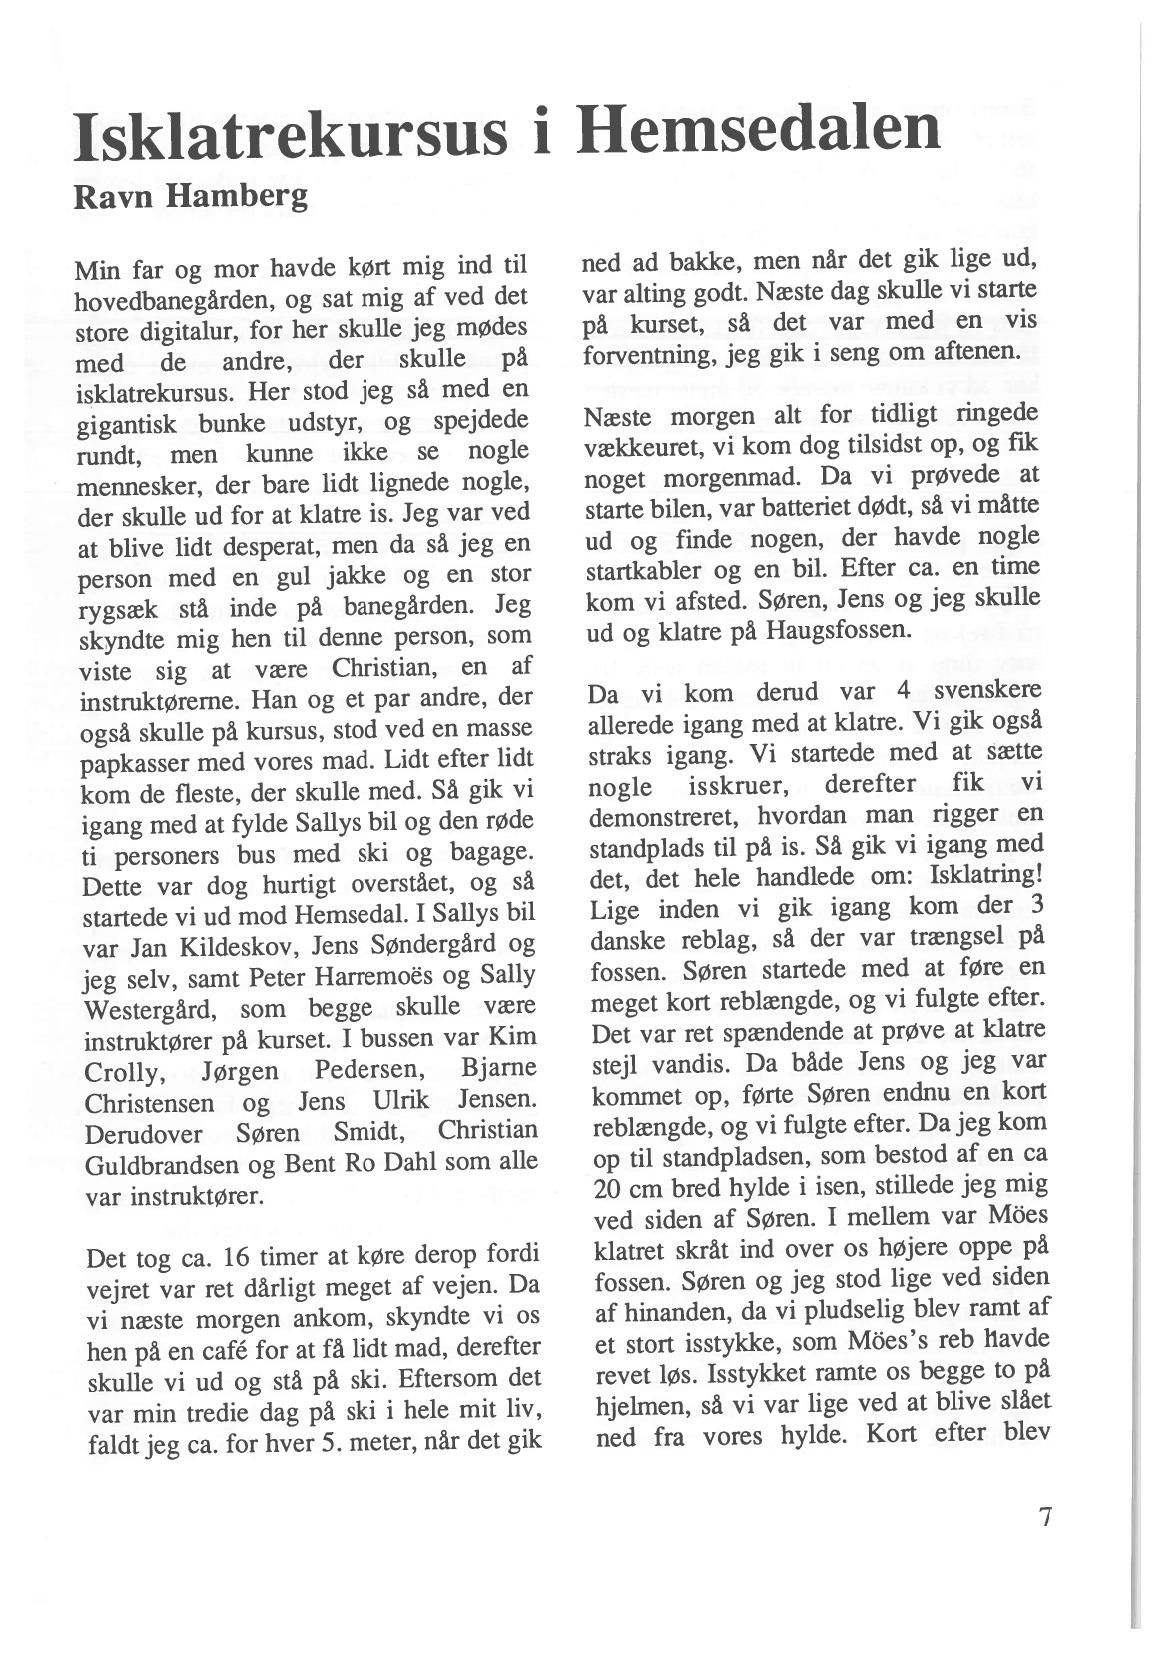 Isklatrekursus i Hemsedalen
Ravn Hamberg
Min far og mor havde kørt mig ind til
hovedbanegården, og sat mig af ved det
store digitalur, for her skulle jeg mødes
med de andre, der skulle på
isklatrekursus. Her stod jeg så med en
gigantisk bunke udstyr, og spejdede
rundt, men kunne ikke se nogle
mennesker, der bare lidt lignede nogle,
der skulle ud for at klatre is. Jeg var ved
at blive lidt desperat, men da så jeg en
person med en gul jakke og en stor
rygsæk stå inde på banegården. Jeg
skyndte mig hen til denne person, som
viste sig at være Christian, en af
instruktørerne. Han og et par andre, der
også skulle på kursus, stod ved en masse
papkasser med vores mad. Lidt efter lidt
kom de fleste, der skulle med. Så gik vi
igang med at fylde Sallys bil og den røde
ti personers bus med ski og bagage.
Dette var dog hurtigt overstået, og så
startede vi ud mod Hemsedal. I Sallys bil
var Jan Kildeskov, Jens Søndergård og
jeg selv, samt Peter Harremoës og Sally
Westergård, som begge skulle være
instruktører på kurset. I bussen var Kim
Crolly, Jørgen Pedersen, Bjarne
Christensen og Jens Ulrik Jensen.
Derudover Søren Smidt, Christian
Guldbrandsen og Bent Ro Dahl som alle
var instruktører.
Det tog ca. 16 timer at køre derop fordi
vejret var ret dårligt meget af vejen. Da
vi næste morgen ankom, skyndte vi os
hen på en café for at få lidt mad, derefter
skulle vi ud og stå på ski. Eftersom det
var min tredie dag på ski i hele mit liv,
faldt jeg ca. for hver 5. meter, når det gik
ned ad bakke, men når det gik lige ud,
var alting godt. Næste dag skulle vi starte
på kurset, så det var med en vis
forventning, jeg gik i seng om aftenen.
Næste morgen alt for tidligt ringede
vækkeuret, vi kom dog tilsidst op, og fik
noget morgenmad. Da vi prøvede at
starte bilen, var batteriet dødt, så vi måtte
ud og finde nogen, der havde nogle
startkabler og en bil. Efter ca. en time
kom vi afsted. Søren, Jens og jeg skulle
ud og klatre på Haugsfossen.
Da vi kom derud var 4 svenskere
allerede igang med at klatre. Vi gik også
straks igang. Vi startede med at sætte
nogle isskruer, derefter fik vi
demonstreret, hvordan man rigger en
standplads til på is. Så gik vi igang med
det, det hele handlede om: Isklatring!
Lige inden vi gik igang kom der 3
danske reblag, så der var trængsel på
fossen. Søren startede med at føre en
meget kort reblængde, og vi fulgte efter.
Det var ret spændende at prøve at klatre
stejl vandis. Da både Jens og jeg var
kommet op, førte Søren endnu en kort
reblængde, og vi fulgte efter. Da jeg kom
op til standpladsen, som bestod af en ca
20 cm bred hylde i isen, stillede jeg mig
ved siden af Søren. I mellem var Möes
klatret skråt ind over os højere oppe på
fossen. Søren og jeg stod lige ved siden
af hinanden, da vi pludselig blev ramt af
et stort isstykke, som Möes's reb havde
revet løs. Isstykket ramte os begge to på
hjelmen, så vi var lige ved at blive slået
ned fra vores hylde. Kort efter blev
7